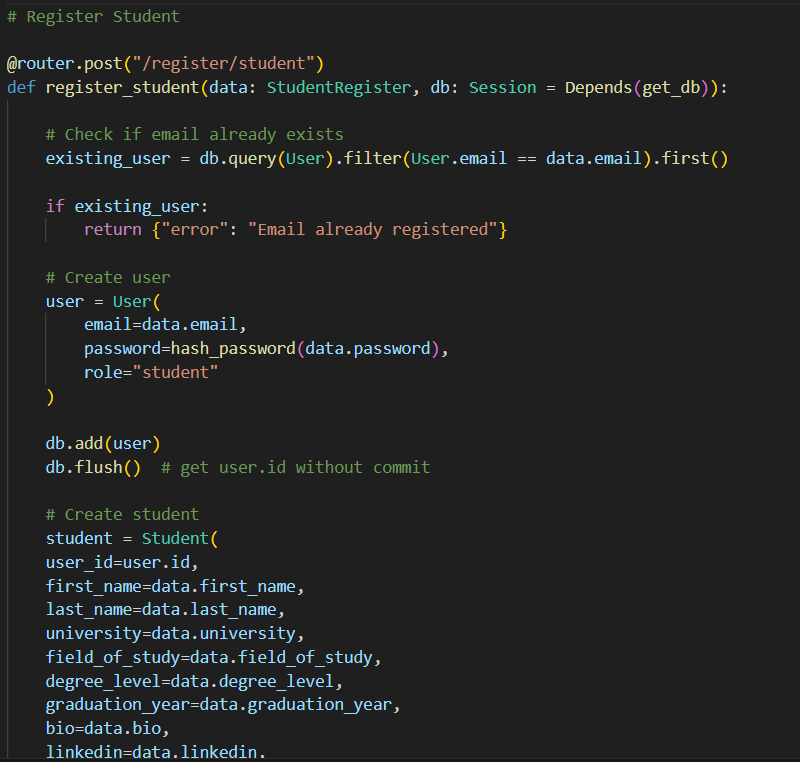 # Register Student
@router.post("/register/student")
def register_student(data: StudentRegister, db: Session = Depends(get_db)):
# Check if email already exists
existing_user = db.query(User).filter(User.email == data.email).first()
if existing_user:
return {"error": "Email already registered"}
# Create user
user = User(
email=data.email,
password=hash_password(data.password),
role="student"
)
db.add(user)
db.flush()  # get user.id without commit
# Create student
student = Student(
user_id=user.id,
first_name=data.first_name,
last_name=data.last_name,
university=data.university,
field_of_study=data.field_of_study,
degree_level=data.degree_level,
graduation_year=data.graduation_year,
bio=data.bio,
linkedin=data.linkedin,